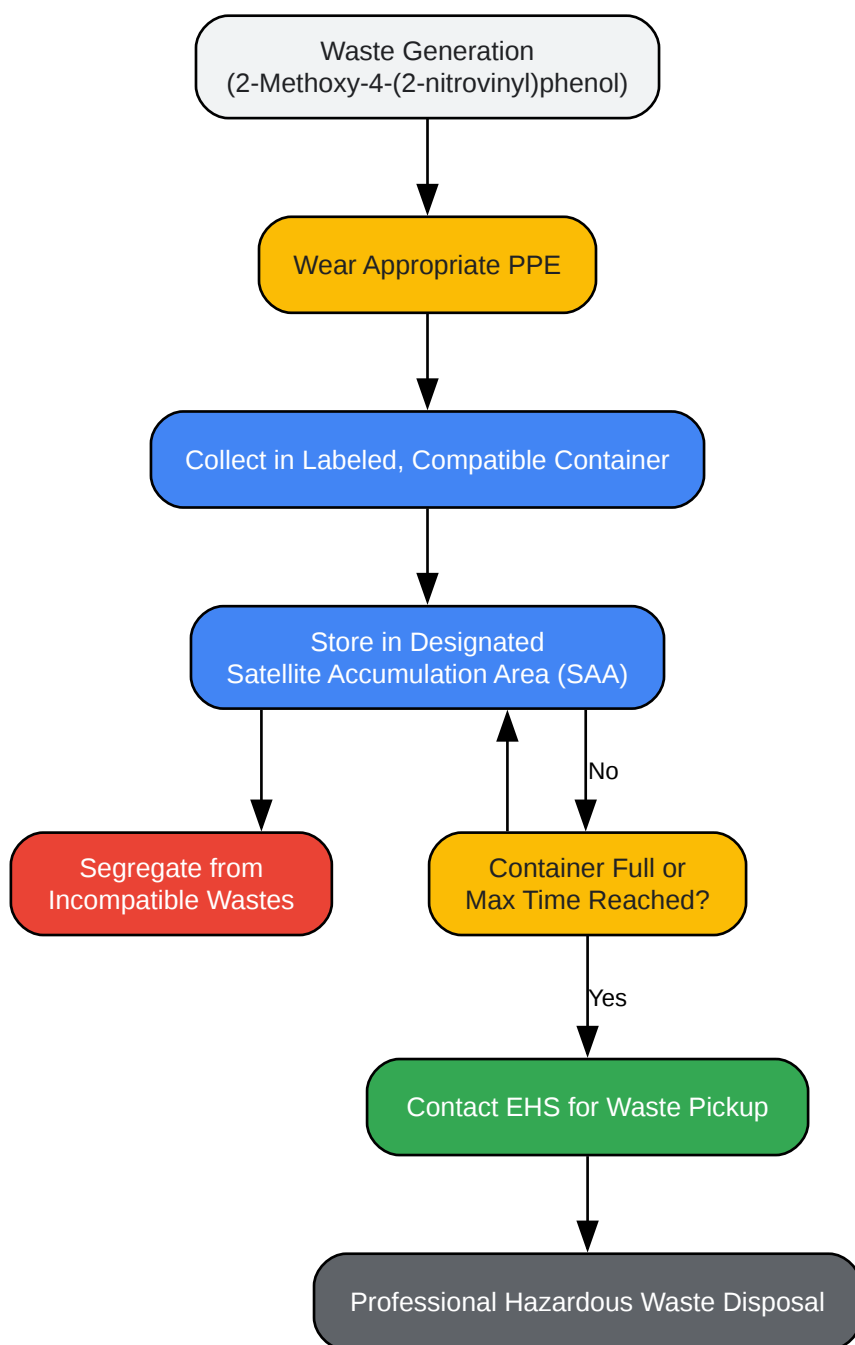 Waste Generation
(2-Methoxy-4-(2-nitrovinyl)phenol)
Wear Appropriate PPE
Collect in Labeled, Compatible Container
Store in Designated
Satellite Accumulation Area (SAA)
No
Segregate from
Incompatible Wastes
Container Full or
Max Time Reached?
Yes
Contact EHS for Waste Pickup
Professional Hazardous Waste Disposal